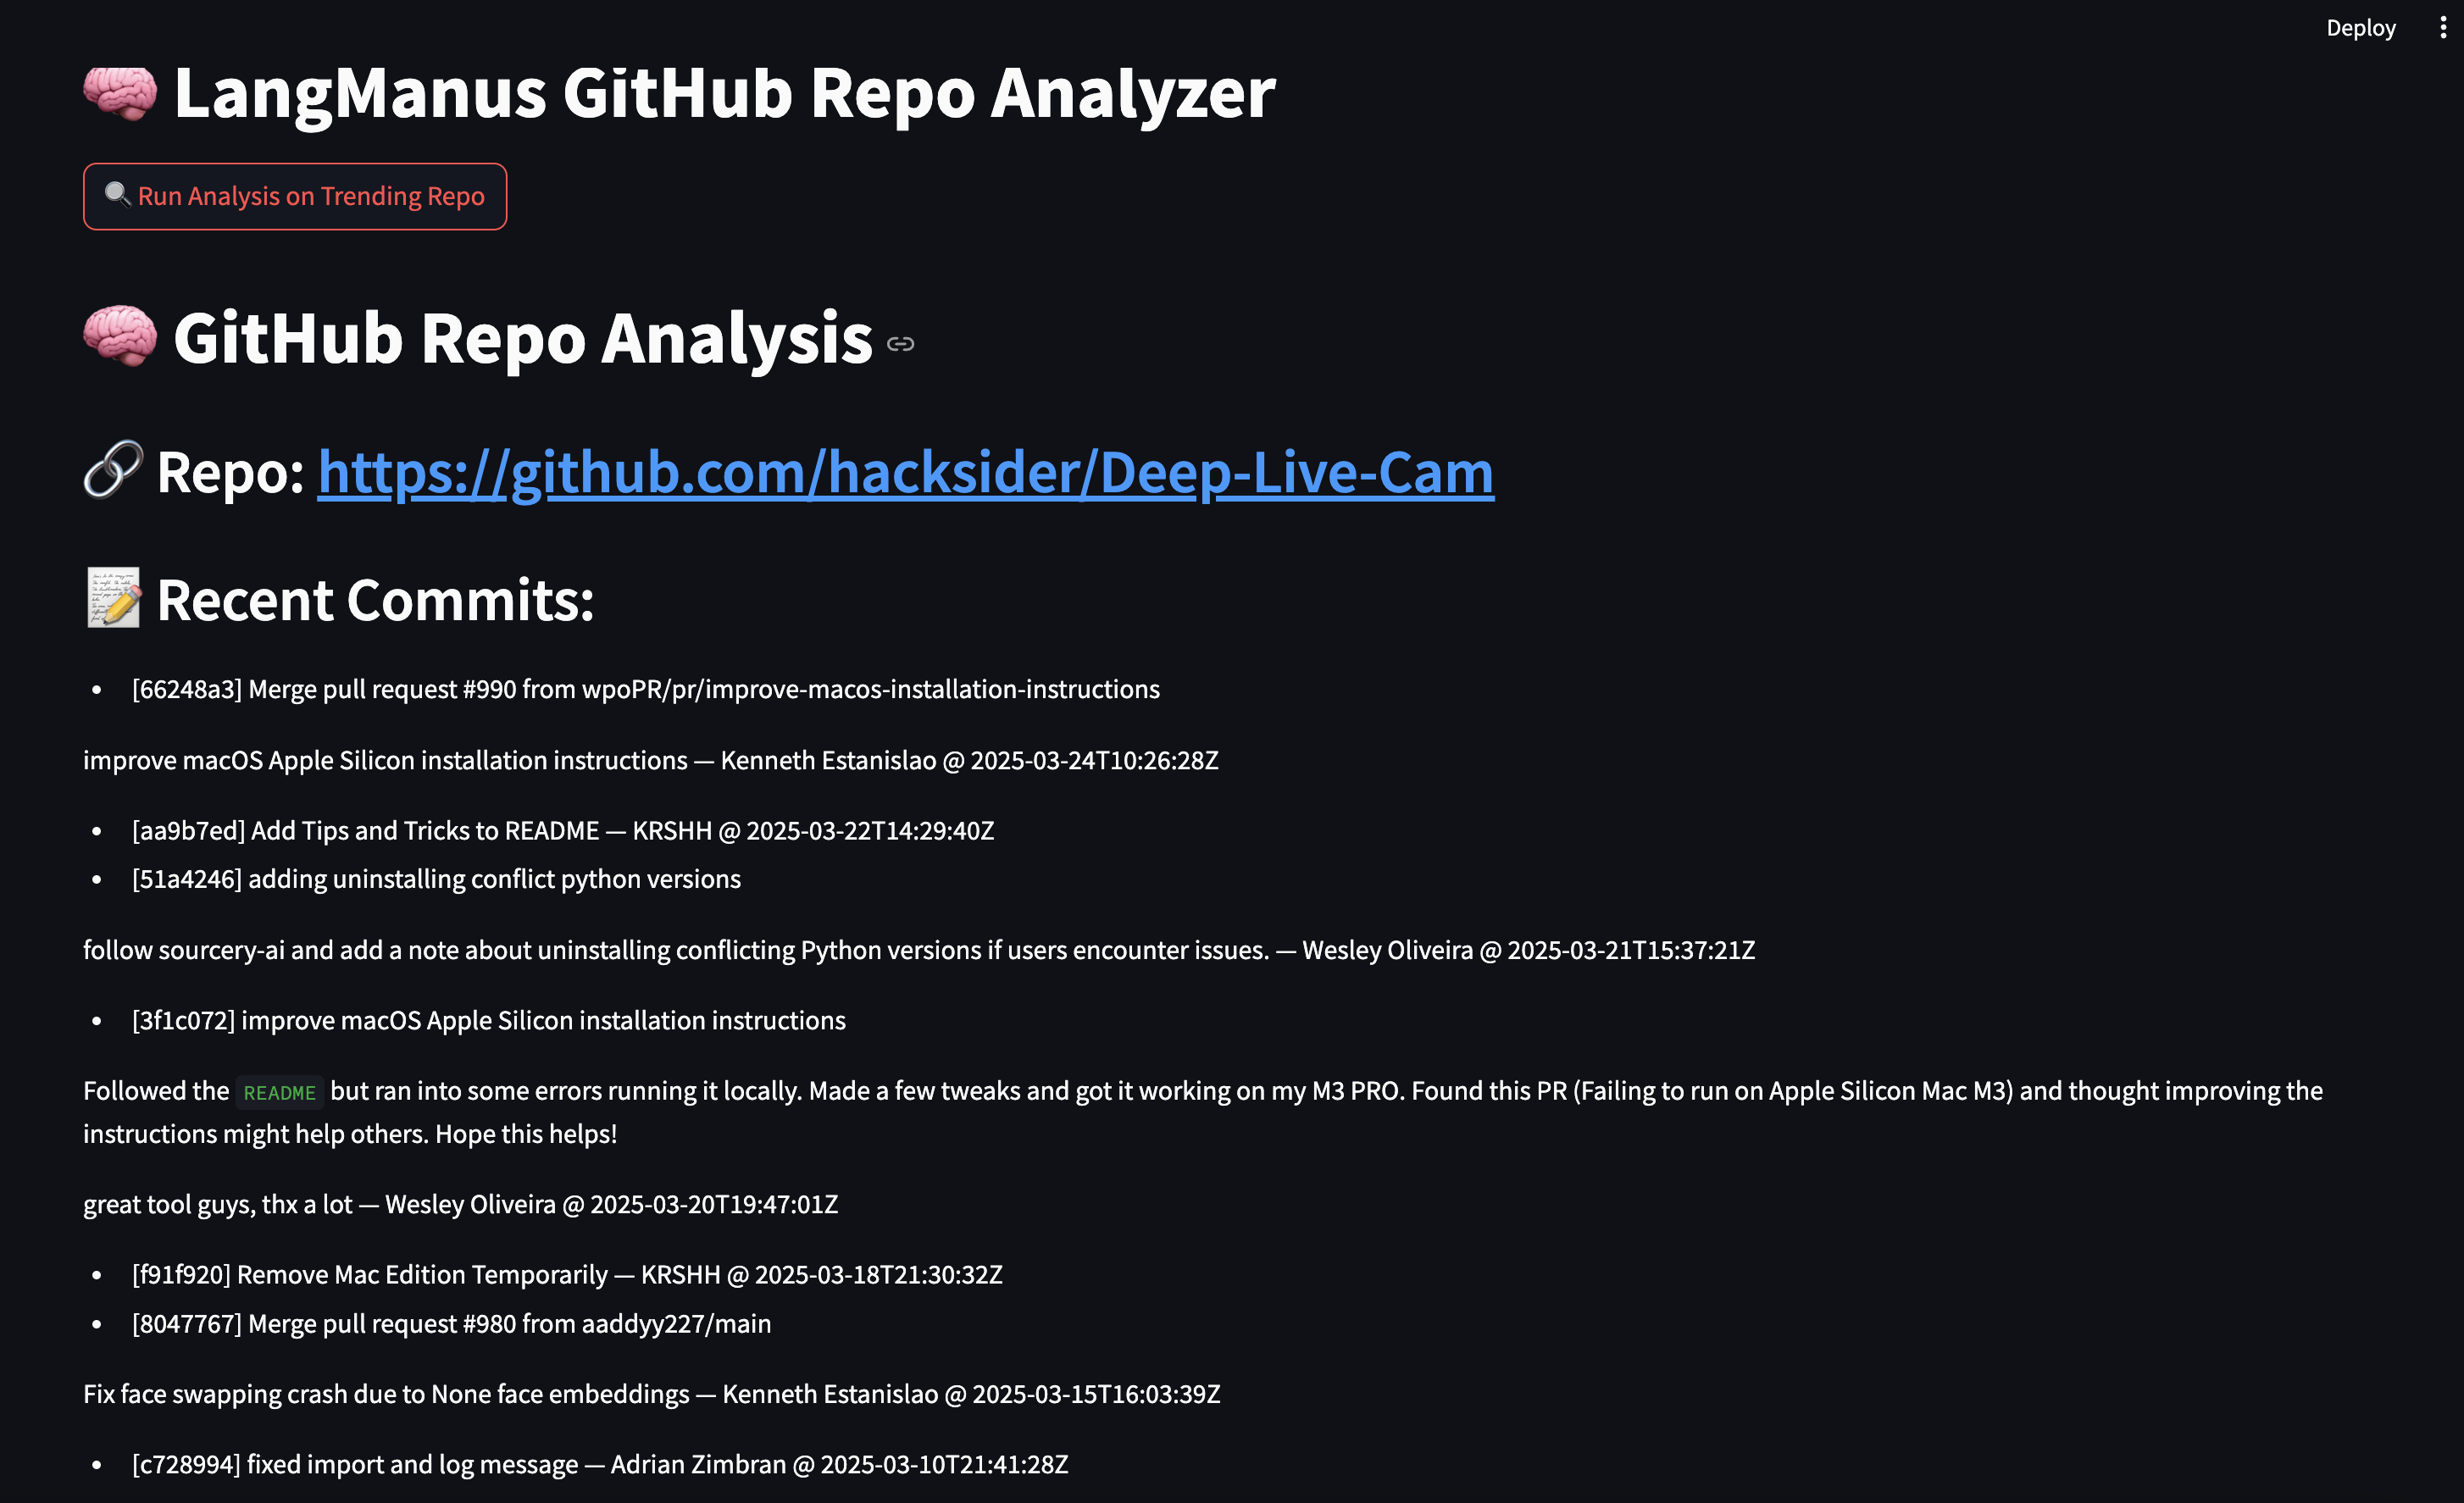 Deploy
LangManus GitHub Repo Analyzer
Run Analysis on Trending Repo
GitHub Repo Analysis
Repo: https://github.com/hacksider/Deep-Live-Cam
Recent Commits:
• [66248a3] Merge pull request #990 from wpoPR/pr/improve-macos-installation-instructions
improve macOS Apple Silicon installation instructions — Kenneth Estanislao @ 2025-03-24T10:26:28Z
• [aa9b7ed] Add Tips and Tricks to README — KRSHH @ 2025-03-22T14:29:40Z
• [51a4246] adding uninstalling conflict python versions
follow sourcery-ai and add a note about uninstalling conflicting Python versions if users encounter issues. — Wesley Oliveira @ 2025-03-21T15:37:21Z
• [3f1c072] improve macOS Apple Silicon installation instructions
Followed the README but ran into some errors running it locally. Made a few tweaks and got it working on my M3 PRO. Found this PR (Failing to run on Apple Silicon Mac M3) and thought improving the
instructions might help others. Hope this helps!
great tool guys, thx a lot — Wesley Oliveira @ 2025-03-20T19:47:01Z
• [f91f920] Remove Mac Edition Temporarily — KRSHH @ 2025-03-18T21:30:32Z
• [8047767] Merge pull request #980 from aaddyy227/main
Fix face swapping crash due to None face embeddings — Kenneth Estanislao @ 2025-03-15T16:03:39Z
• [c728994] fixed import and log message — Adrian Zimbran @ 2025-03-10T21:41:28Z